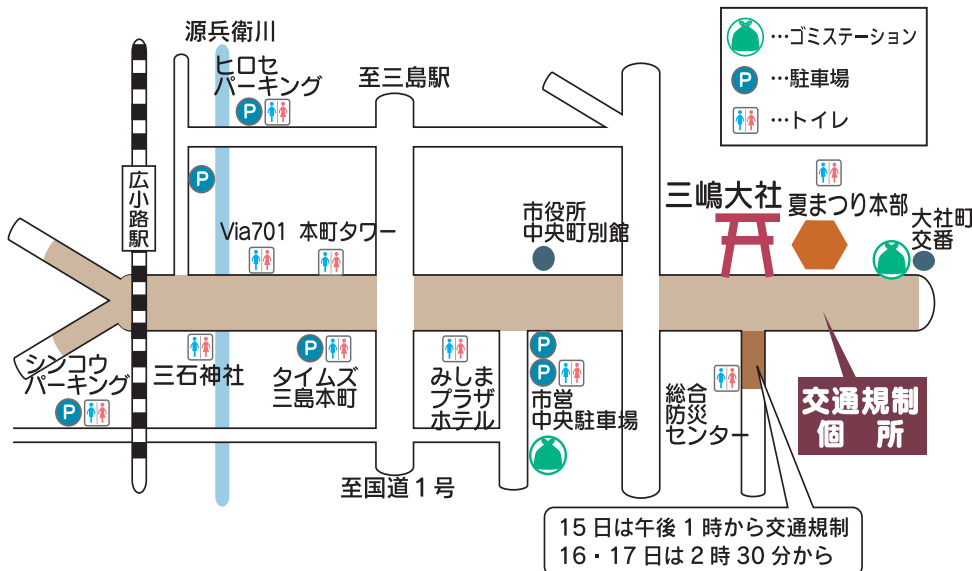 源兵衛川
ヒロセ
パーキング
P
至三島駅
…ゴミステーション
P …駐車場
…トイレ
広小路駅
P
Via701 本町タワー
市役所
中央町別館
三嶋大社
夏まつり本部
大社町
交番
シンコウ
パーキング
P
三石神社
P
タイムズ
三島本町
みしま
プラザ
ホテル
P
P
市営
中央駐車場
総合
防災
センター
交通規制
個所
至国道1号
15日は午後1時から交通規制
16・17日は2時30分から